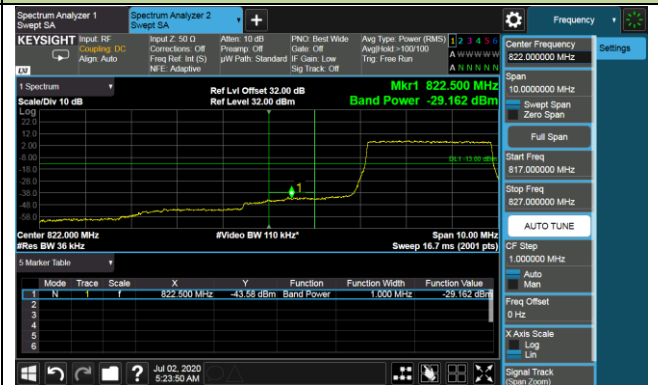 Spectrum Analyzer 1
Swept SA
Spectrum Analyzer 2
Swept SA
Frequency
KEYSIGHT
Input: RF
Coupling: DC
Align: Auto
Input Z: 50 Ω
Corrections: Off
Freq Ref: Int (S)
NFE: Adaptive
Atten: 10 dB
Preamp: Off
µW Path: Standard
PNO: Best Wide
Gate: Off
IF Gain: Low
Sig Track: Off
Avg Type: Power (RMS)
Avg|Hold:>100/100
Trig: Free Run
1 2 3 4 5 6
A W W W W W
A N N N N N
LXI
1 Spectrum
Scale/Div 10 dB
Ref Lvl Offset 32.00 dB
Ref Level 32.00 dBm
Mkr1 822.500 MHz
Band Power -29.162 dBm
Log
22.0
12.0
2.00
-8.00
-18.0
-28.0
-38.0
-48.0
-58.0
DL1 -13.00 dBm
1
Center 822.000 MHz
#Res BW 36 kHz
#Video BW 110 kHz*
Span 10.00 MHz
Sweep 16.7 ms (2001 pts)
5 Marker Table
Mode Trace Scale X Y Function Function Width Function Value
1 N 1 f 822.500 MHz -43.58 dBm Band Power 1.000 MHz -29.162 dBm
2
3
4
5
6
Jul 02, 2020
5:23:50 AM
Center Frequency
822.000000 MHz
Settings
Span
10.0000000 MHz
Swept Span
Zero Span
Full Span
Start Freq
817.000000 MHz
Stop Freq
827.000000 MHz
AUTO TUNE
CF Step
1.000000 MHz
Auto
Man
Freq Offset
0 Hz
X Axis Scale
Log
Lin
Signal Track
(Span Zoom)